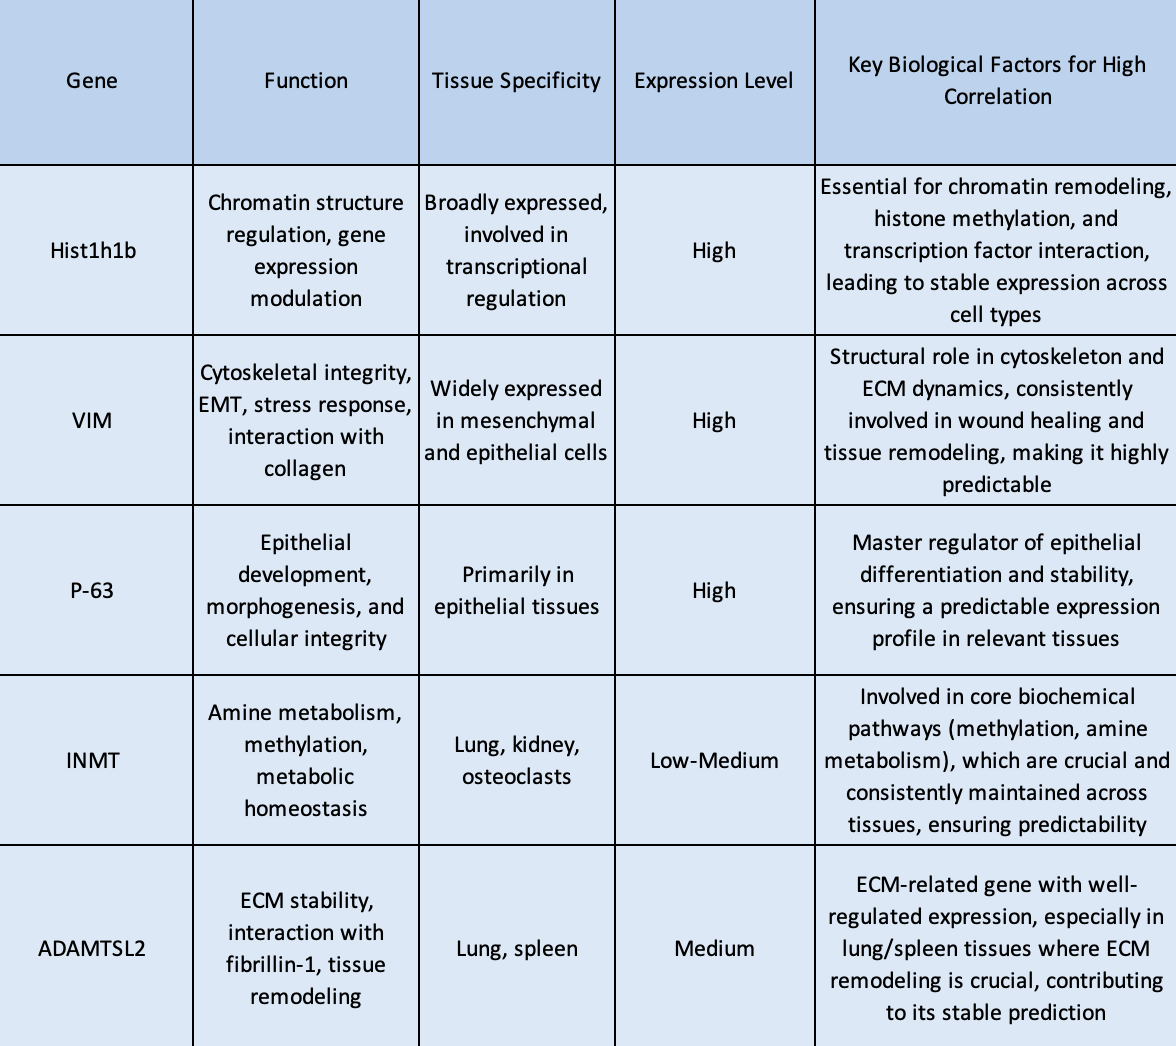 Gene
Function
Tissue Specificity
Expression Level
Key Biological Factors for High
Correlation
Hist1h1b
Chromatin structure
regulation, gene
expression
modulation
Broadly expressed,
involved in
transcriptional
regulation
High
Essential for chromatin remodeling,
histone methylation, and
transcription factor interaction,
leading to stable expression across
cell types
VIM
Cytoskeletal integrity,
EMT, stress response,
interaction with
collagen
Widely expressed
in mesenchymal
and epithelial cells
High
Structural role in cytoskeleton and
ECM dynamics, consistently
involved in wound healing and
tissue remodeling, making it highly
predictable
P-63
Epithelial
development,
morphogenesis, and
cellular integrity
Primarily in
epithelial tissues
High
Master regulator of epithelial
differentiation and stability,
ensuring a predictable expression
profile in relevant tissues
INMT
Amine metabolism,
methylation,
metabolic
homeostasis
Lung, kidney,
osteoclasts
Low-Medium
Involved in core biochemical
pathways (methylation, amine
metabolism), which are crucial and
consistently maintained across
tissues, ensuring predictability
ADAMTSL2
ECM stability,
interaction with
fibrillin-1, tissue
remodeling
Lung, spleen
Medium
ECM-related gene with well-
regulated expression, especially in
lung/spleen tissues where ECM
remodeling is crucial, contributing
to its stable prediction